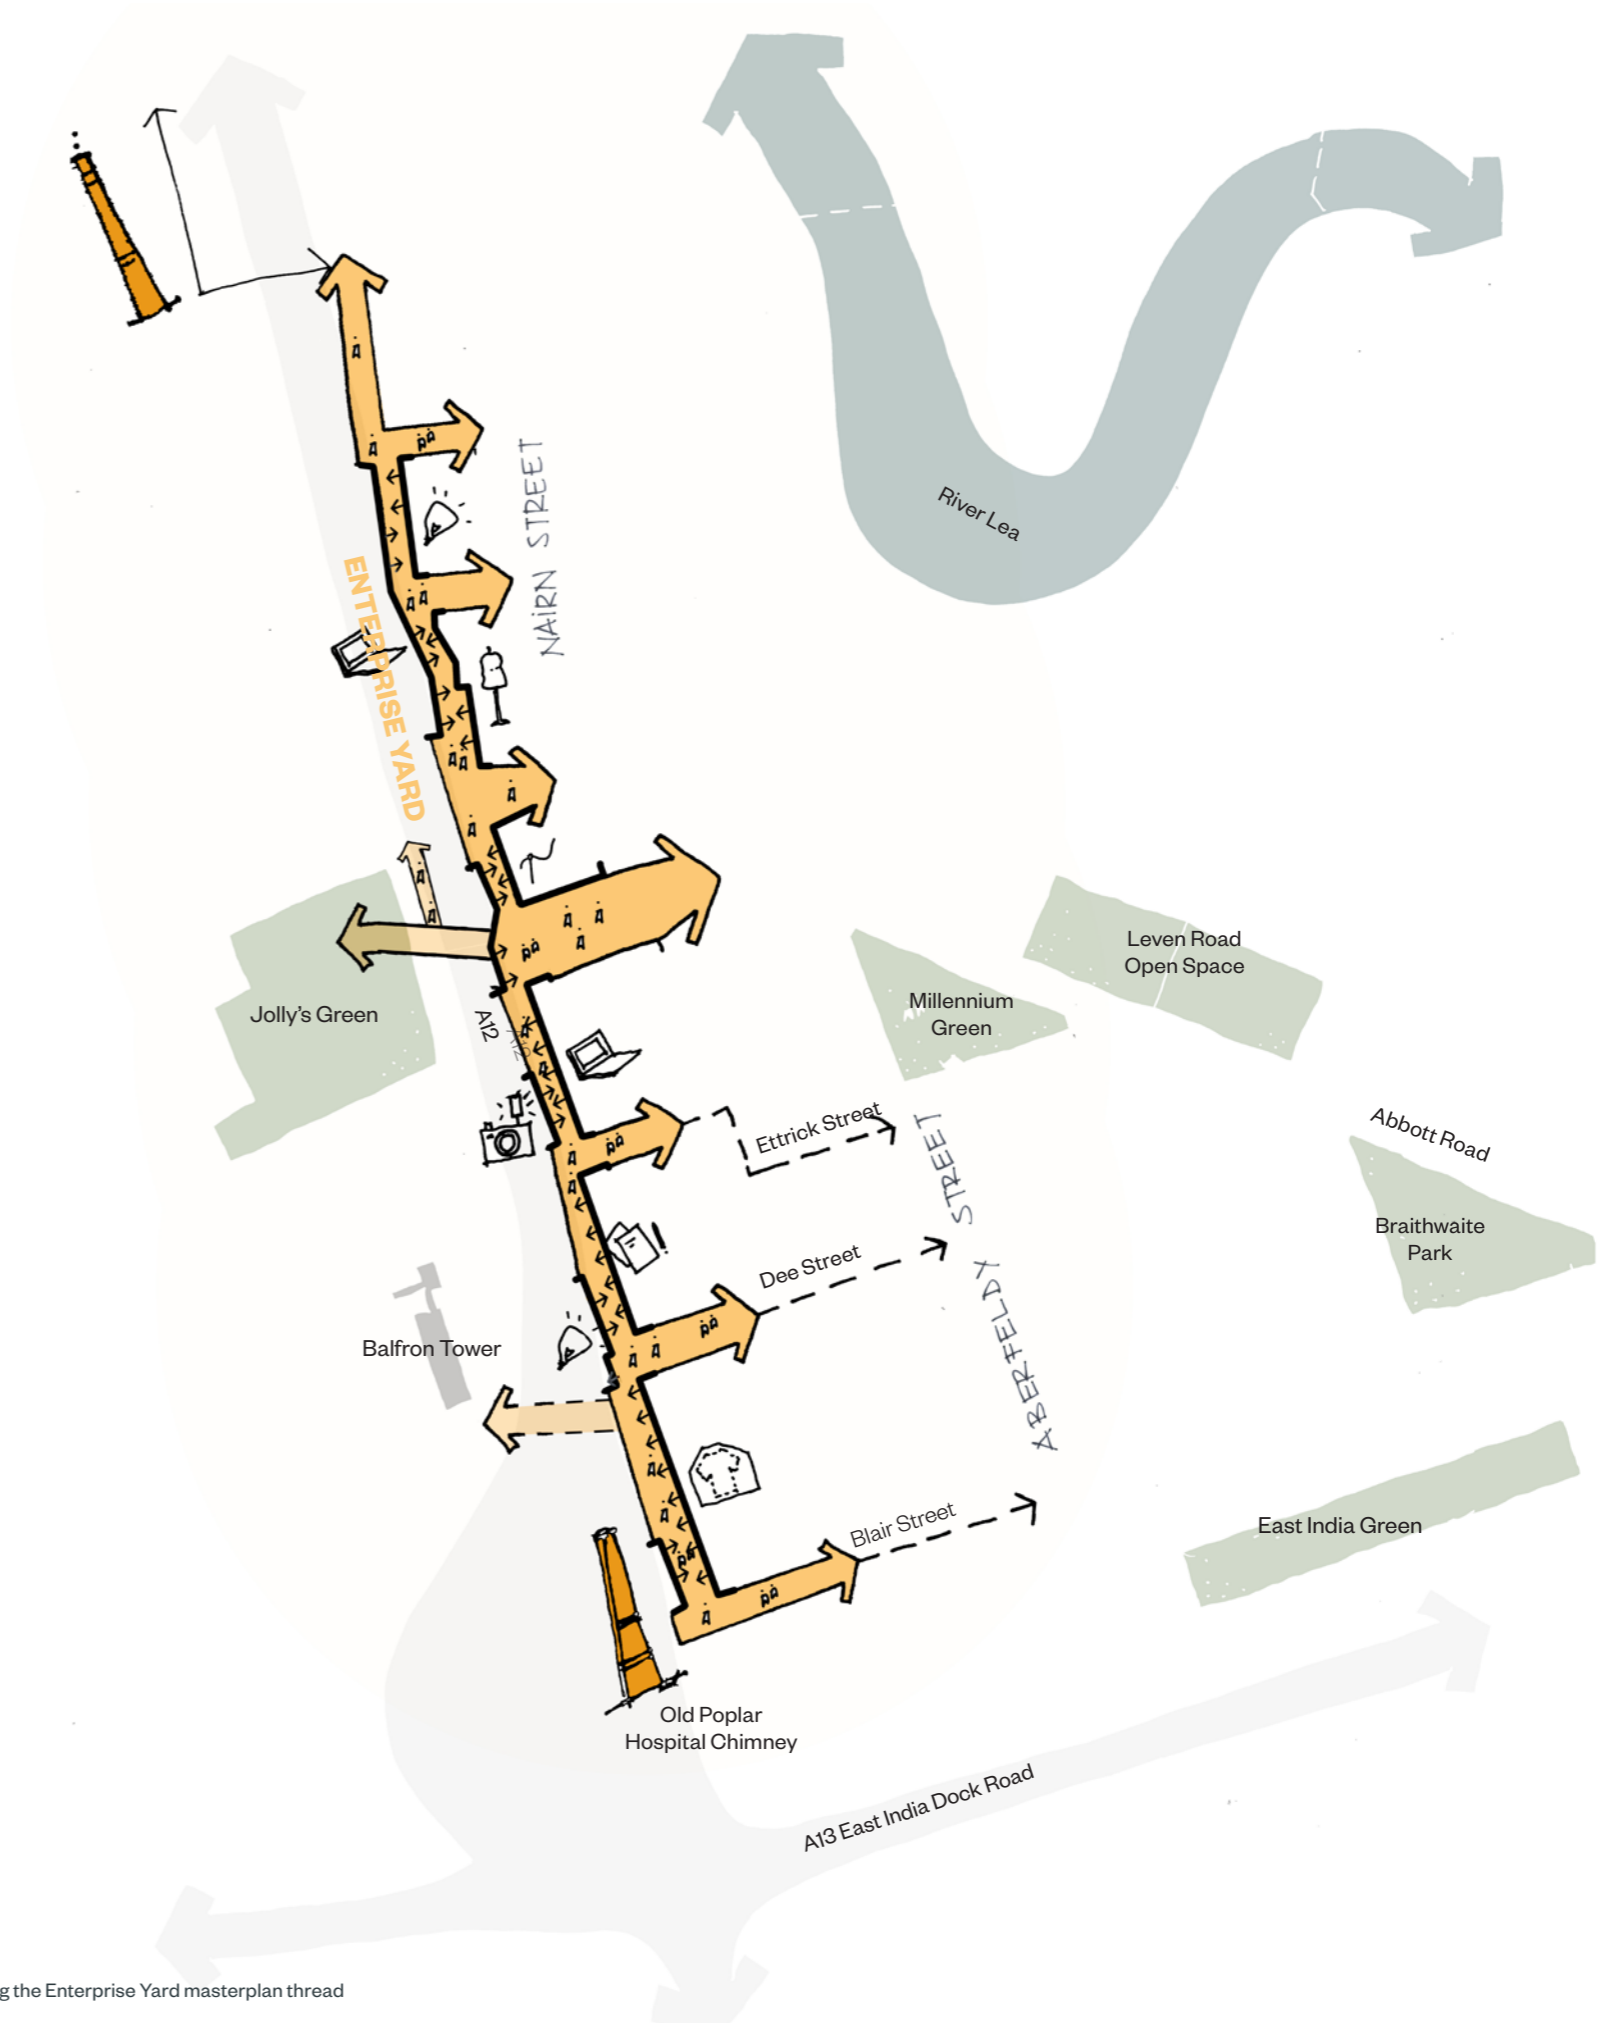 River Lea
NAIRN STREET
ENTERPRISE YARD
Leven Road
Open Space
Millennium
Green
Jolly's Green
A12
A12
Ettrick Street
Abbott Road
Braithwaite
Park
Dee Street
ABERFELDY STREET
Balfron Tower
Blair Street
East India Green
Old Poplar
Hospital Chimney
A13 East India Dock Road
g the Enterprise Yard masterplan thread